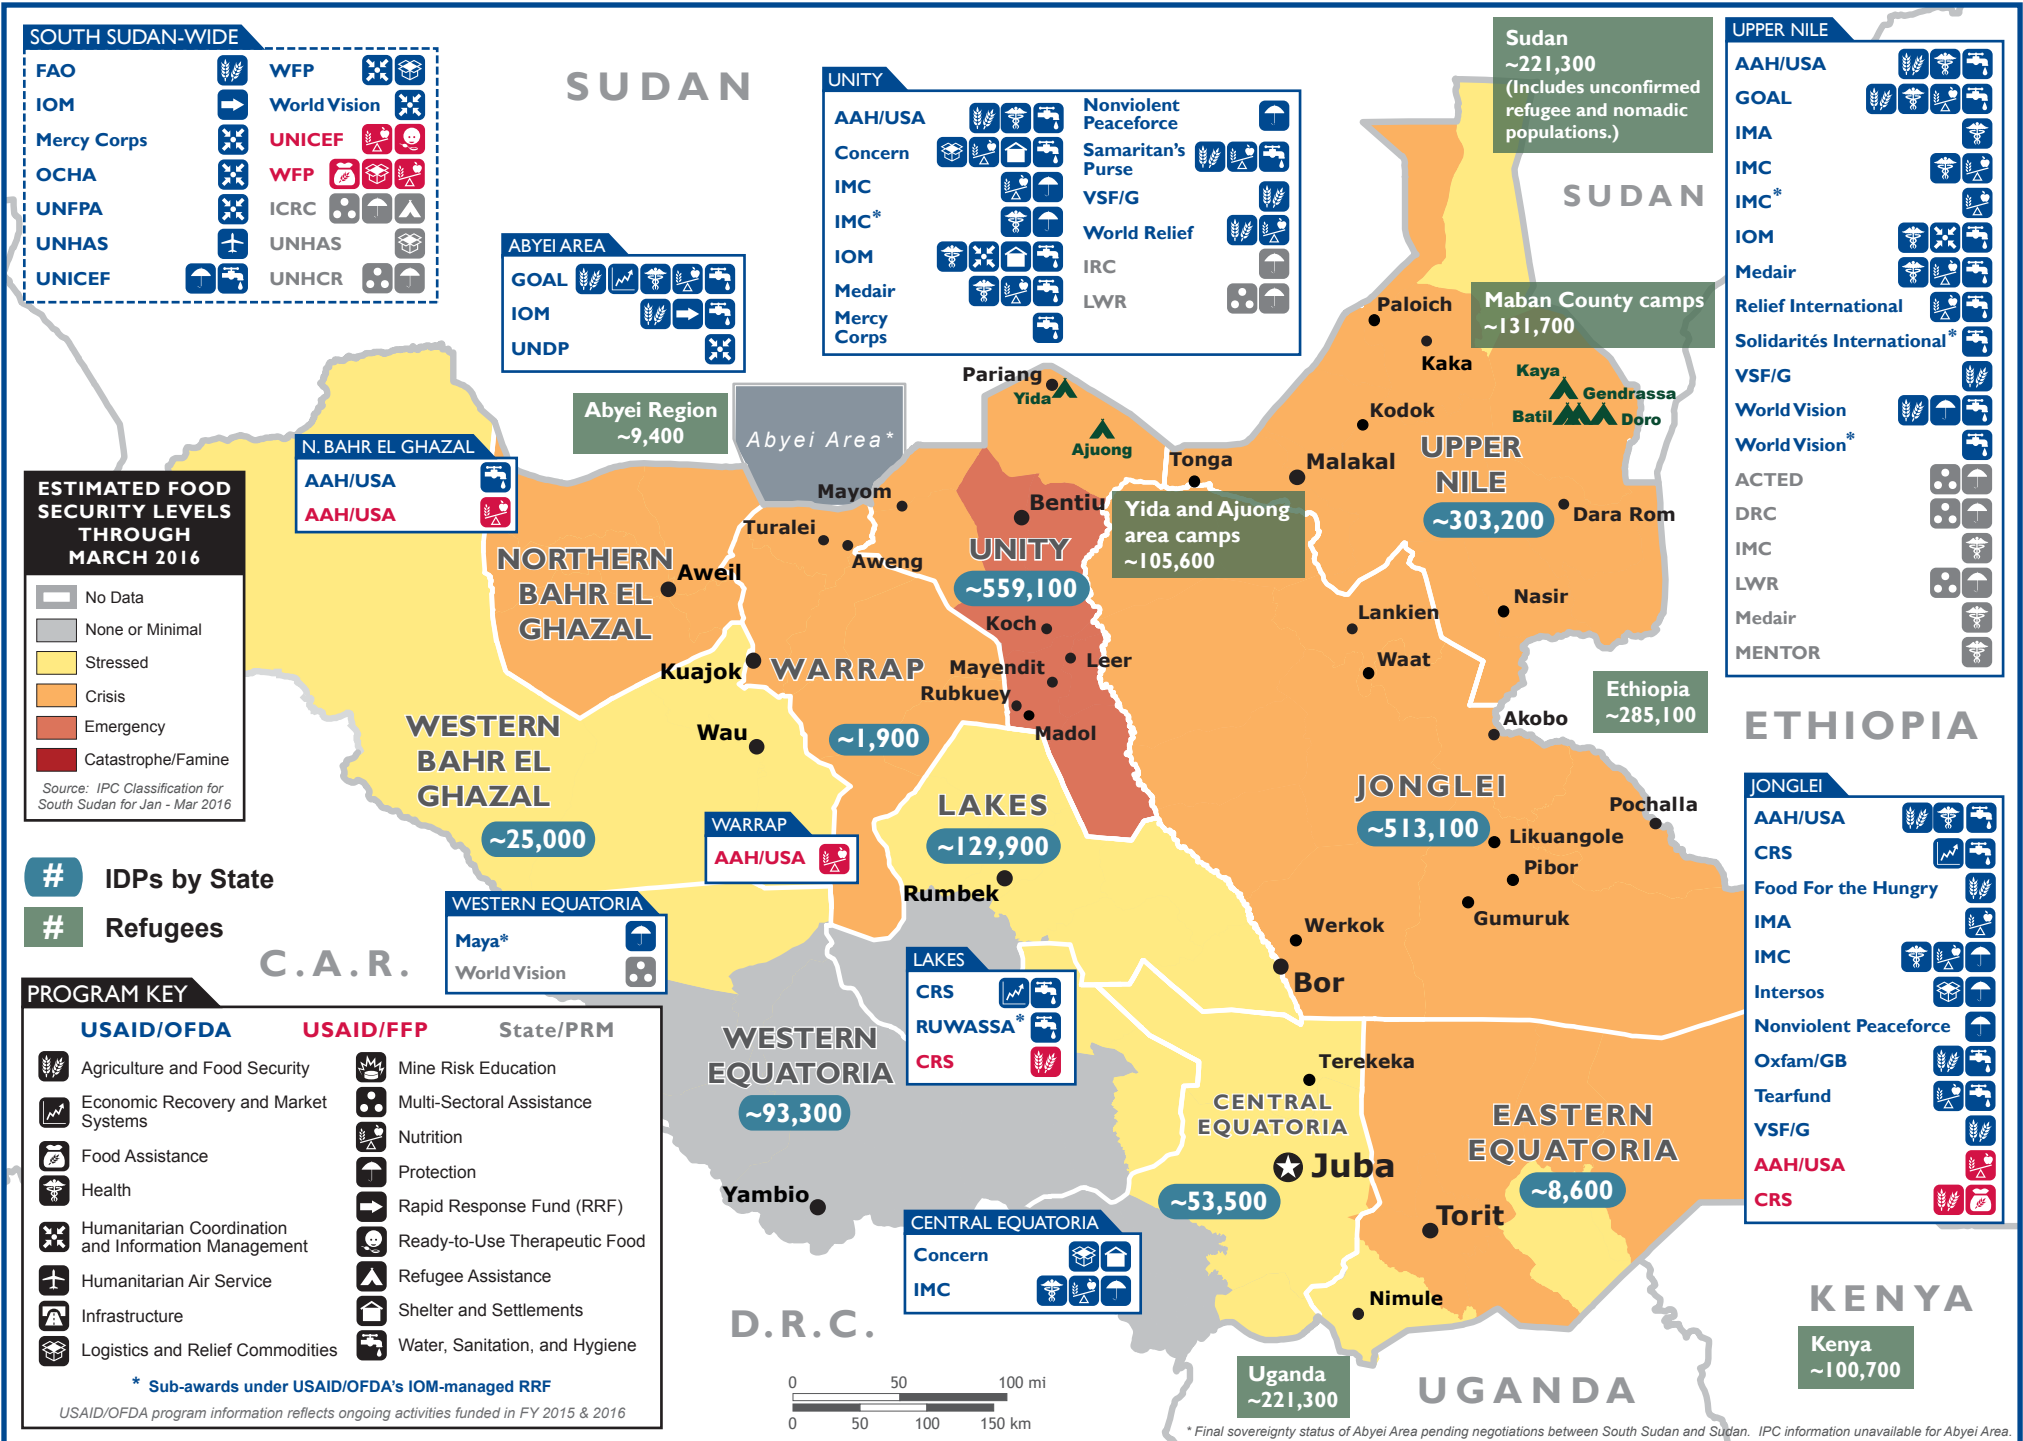 SOUTH SUDAN-WIDE
FAO
IOM
Mercy Corps
OCHA
UNFPA
UNHAS
UNICEF
WFP
World Vision
UNICEF
WFP
ICRC
UNHAS
UNHCR
SUDAN
ABYEI AREA
GOAL
IOM
UNDP
UNITY
AAH/USA
Concern
IMC
IMC*
IOM
Medair
Mercy
Corps
Nonviolent
Peaceforce
Samaritan's
Purse
VSF/G
World Relief
IRC
LWR
Sudan
~221,300
(Includes unconfirmed
refugee and nomadic
populations.)
SUDAN
UPPER NILE
AAH/USA
GOAL
IMA
IMC
IMC*
IOM
Medair
Relief International
Solidarités International*
VSF/G
World Vision
World Vision*
ACTED
DRC
IMC
LWR
Medair
MENTOR
Maban County camps
~131,700
Paloich
Kaka
Kaya
Gendrassa
Batil
Doro
Kodok
Malakal
UPPER
NILE
~303,200
Dara Rom
Nasir
Pariang
Yida
Ajuong
Tonga
Yida and Ajuong
area camps
~105,600
Abyei Region
~9,400
Abyei Area*
N. BAHR EL GHAZAL
AAH/USA
AAH/USA
ESTIMATED FOOD
SECURITY LEVELS
THROUGH
MARCH 2016
No Data
None or Minimal
Stressed
Crisis
Emergency
Catastrophe/Famine
Source: IPC Classification for
South Sudan for Jan - Mar 2016
# IDPs by State
# Refugees
NORTHERN
BAHR EL
GHAZAL
Aweil
Mayom
Turalei
Aweng
Bentiu
UNITY
~559,100
Koch
Leer
Mayendit
Rubkuey
Madol
Kuajok
WARRAP
~1,900
Wau
WESTERN
BAHR EL
GHAZAL
~25,000
Lankien
Waat
Ethiopia
~285,100
Akobo
ETHIOPIA
JONGLEI
~513,100
Pochalla
Likuangole
Pibor
Gumuruk
Werkok
Bor
LAKES
~129,900
Rumbek
WARRAP
AAH/USA
WESTERN EQUATORIA
Maya*
World Vision
C.A.R.
LAKES
CRS
RUWASSA*
CRS
JONGLEI
AAH/USA
CRS
Food For the Hungry
IMA
IMC
Intersos
Nonviolent Peaceforce
Oxfam/GB
Tearfund
VSF/G
AAH/USA
CRS
WESTERN
EQUATORIA
~93,300
Yambio
Terekeka
CENTRAL
EQUATORIA
Juba
~53,500
EASTERN
EQUATORIA
~8,600
Torit
Nimule
CENTRAL EQUATORIA
Concern
IMC
PROGRAM KEY
USAID/OFDA
USAID/FFP
State/PRM
Agriculture and Food Security
Economic Recovery and Market
Systems
Food Assistance
Health
Humanitarian Coordination
and Information Management
Humanitarian Air Service
Infrastructure
Logistics and Relief Commodities
Mine Risk Education
Multi-Sectoral Assistance
Nutrition
Protection
Rapid Response Fund (RRF)
Ready-to-Use Therapeutic Food
Refugee Assistance
Shelter and Settlements
Water, Sanitation, and Hygiene
* Sub-awards under USAID/OFDA's IOM-managed RRF
USAID/OFDA program information reflects ongoing activities funded in FY 2015 & 2016
D.R.C.
0 50 100 mi
0 50 100 150 km
Uganda
~221,300
UGANDA
KENYA
Kenya
~100,700
* Final sovereignty status of Abyei Area pending negotiations between South Sudan and Sudan. IPC information unavailable for Abyei Area.